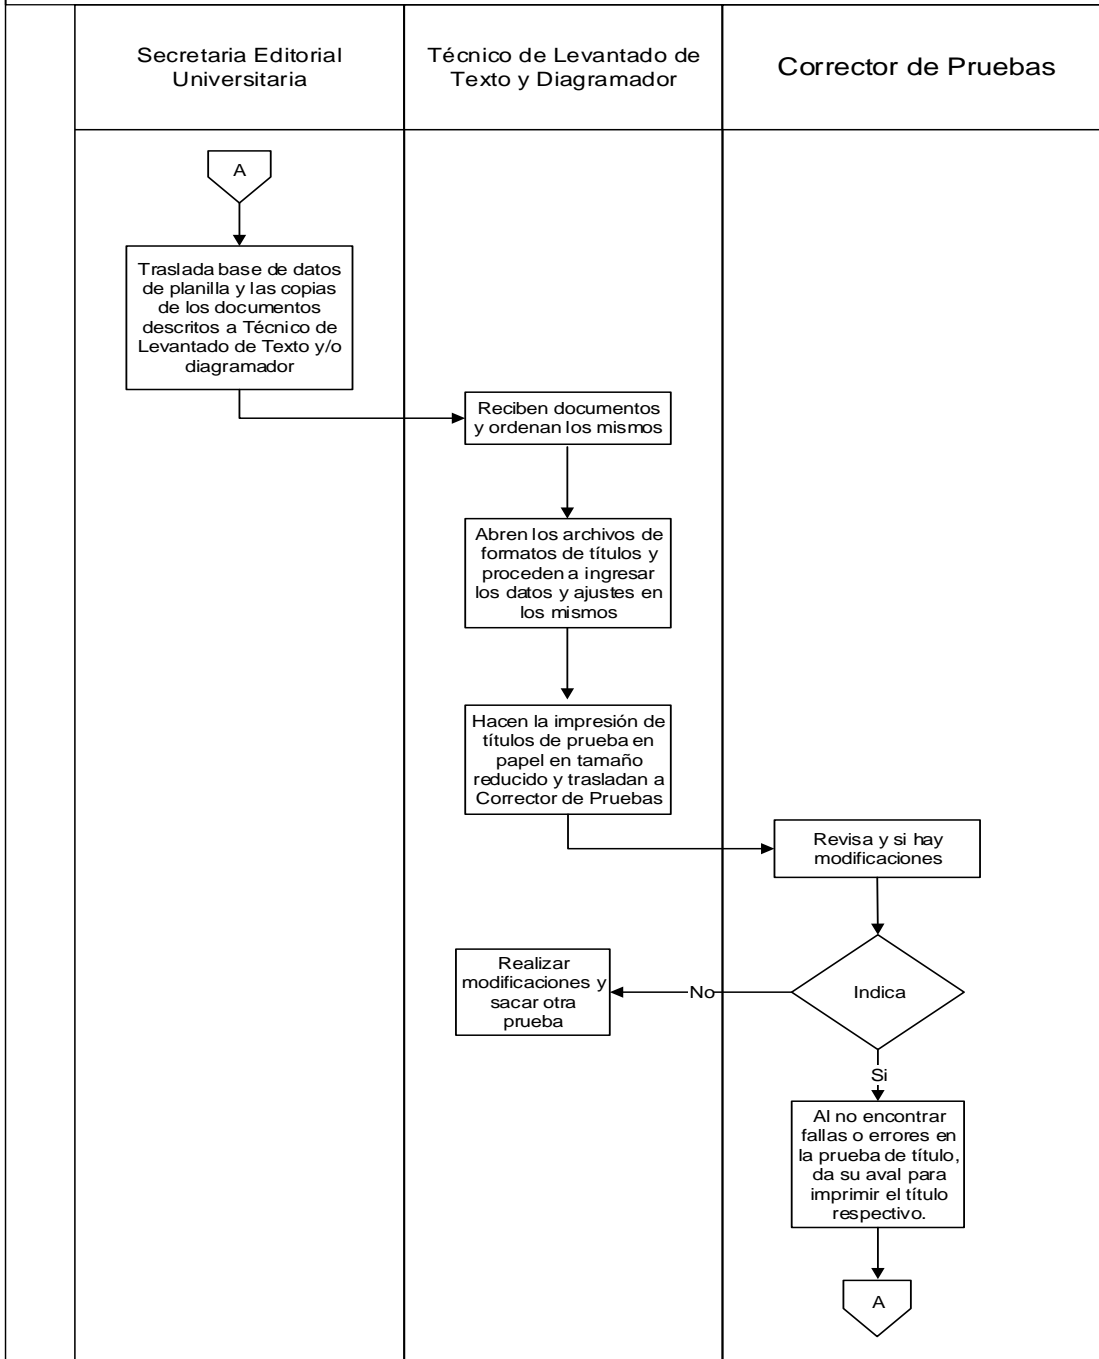 Secretaria Editorial
Universitaria
Técnico de Levantado de
Texto y Diagramador
Corrector de Pruebas
A
Traslada base de datos
de planilla y las copias
de los documentos
descritos a Técnico de
Levantado de Texto y/o
diagramador
Reciben documentos
y ordenan los mismos
Abren los archivos de
formatos de títulos y
proceden a ingresar
los datos y ajustes en
los mismos
Hacen la impresión de
títulos de prueba en
papel en tamaño
reducido y trasladan a
Corrector de Pruebas
Revisa y si hay
modificaciones
Indica
No
Realizar
modificaciones y
sacar otra
prueba
Si
Al no encontrar
fallas o errores en
la prueba de título,
da su aval para
imprimir el título
respectivo.
A